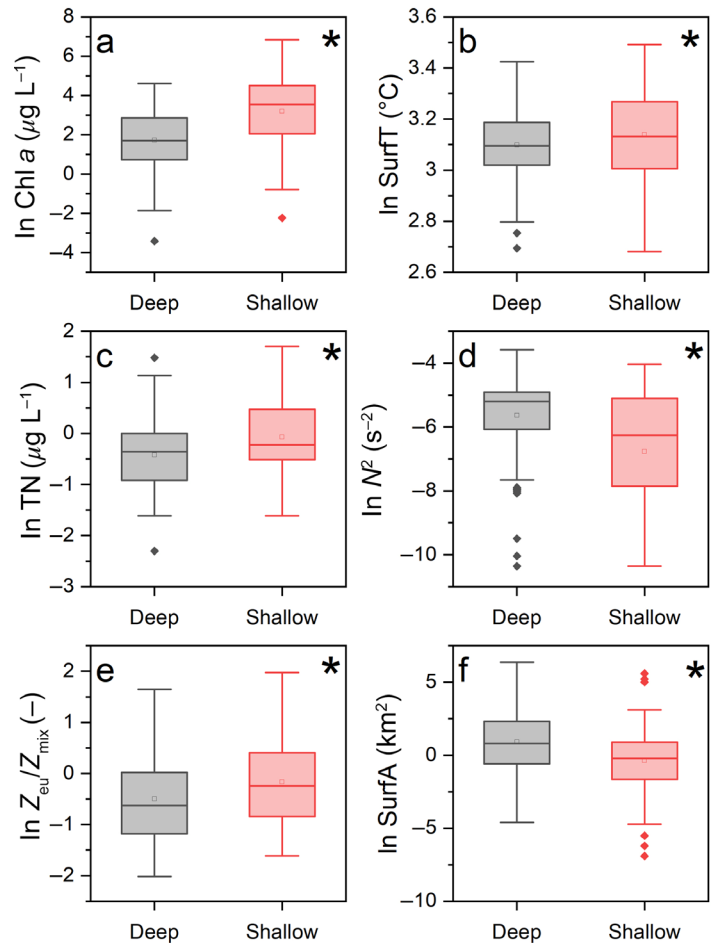 a
*
ln Chl a (µg L⁻¹)
8
6
4
2
0
−2
−4
Deep Shallow
b
*
ln SurfT (°C)
3.6
3.4
3.2
3.0
2.8
2.6
Deep Shallow
c
*
ln TN (µg L⁻¹)
2
1
0
−1
−2
−3
Deep Shallow
d
*
ln N² (s⁻²)
−4
−6
−8
−10
Deep Shallow
e
*
ln Zeu/Zmix (−)
2
1
0
−1
−2
Deep Shallow
f
*
ln SurfA (km²)
5
0
−5
−10
Deep Shallow